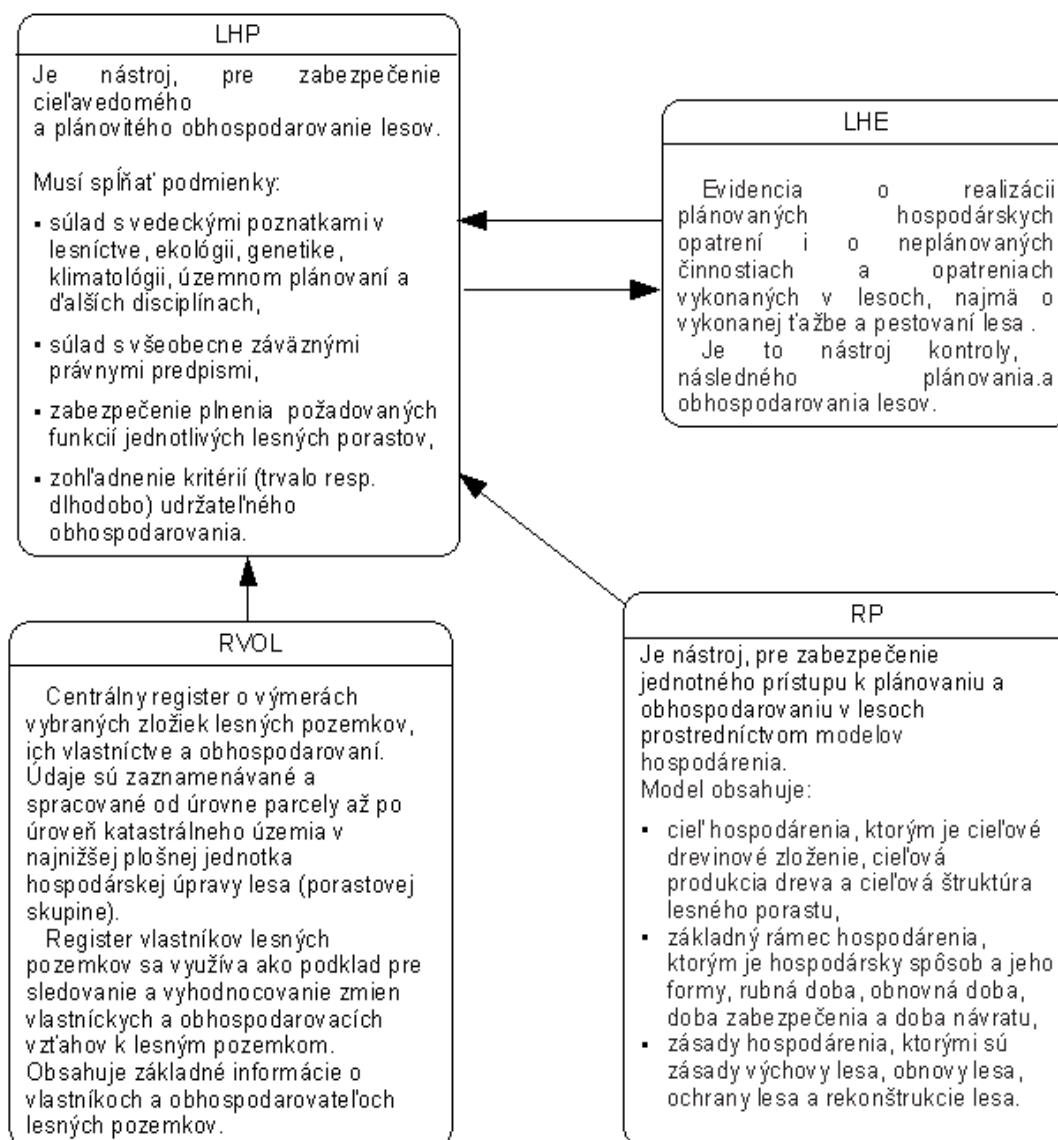 LHP
Je nástroj, pre zabezpečenie
cieľavedomého
a plánovitého obhospodarovanie lesov.
Musí spĺňať podmienky:
▪ súlad s vedeckými poznatkami v
lesníctve, ekológii, genetike,
klimatológii, územnom plánovaní a
ďalších disciplínach,
▪ súlad s všeobecne záväznými
právnymi predpismi,
▪ zabezpečenie plnenia požadovaných
funkcií jednotlivých lesných porastov,
▪ zohľadnenie kritérií (trvalo resp.
dlhodobo) udržateľného
obhospodarovania.
LHE
Evidencia o realizácii
plánovaných hospodárskych
opatrení i o neplánovaných
činnostiach a opatreniach
vykonaných v lesoch, najmä o
vykonanej ťažbe a pestovaní lesa .
Je to nástroj kontroly,
následného plánovania.a
obhospodarovania lesov.
RVOL
Centrálny register o výmerách
vybraných zložiek lesných pozemkov,
ich vlastníctve a obhospodarovaní.
Údaje sú zaznamenávané a
spracované od úrovne parcely až po
úroveň katastrálneho územia v
najnižšej plošnej jednotka
hospodárskej úpravy lesa (porastovej
skupine).
Register vlastníkov lesných
pozemkov sa využíva ako podklad pre
sledovanie a vyhodnocovanie zmien
vlastníckych a obhospodarovacích
vzťahov k lesným pozemkom.
Obsahuje základné informácie o
vlastníkoch a obhospodarovateľoch
lesných pozemkov.
RP
Je nástroj, pre zabezpečenie
jednotného prístupu k plánovaniu a
obhospodarovaniu v lesoch
prostredníctvom modelov
hospodárenia.
Model obsahuje:
▪ cieľ hospodárenia, ktorým je cieľové
drevinové zloženie, cieľová
produkcia dreva a cieľová štruktúra
lesného porastu,
▪ základný rámec hospodárenia,
ktorým je hospodársky spôsob a jeho
formy, rubná doba, obnovná doba,
doba zabezpečenia a doba návratu,
▪ zásady hospodárenia, ktorými sú
zásady výchovy lesa, obnovy lesa,
ochrany lesa a rekonštrukcie lesa.